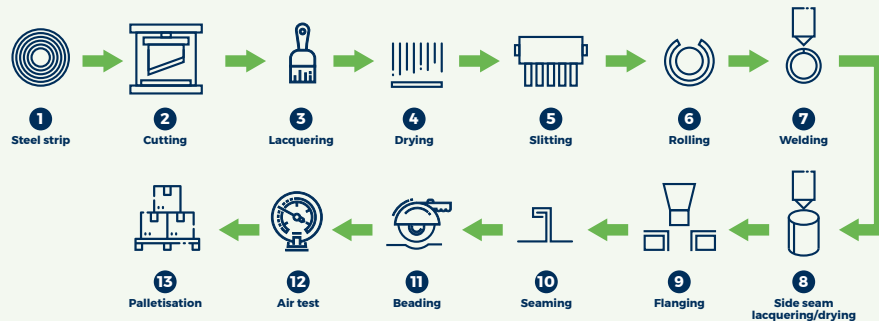 1
Steel strip
2
Cutting
3
Lacquering
4
Drying
5
Slitting
6
Rolling
7
Welding
13
Palletisation
12
Air test
11
Beading
10
Seaming
9
Flanging
8
Side seam
lacquering/drying